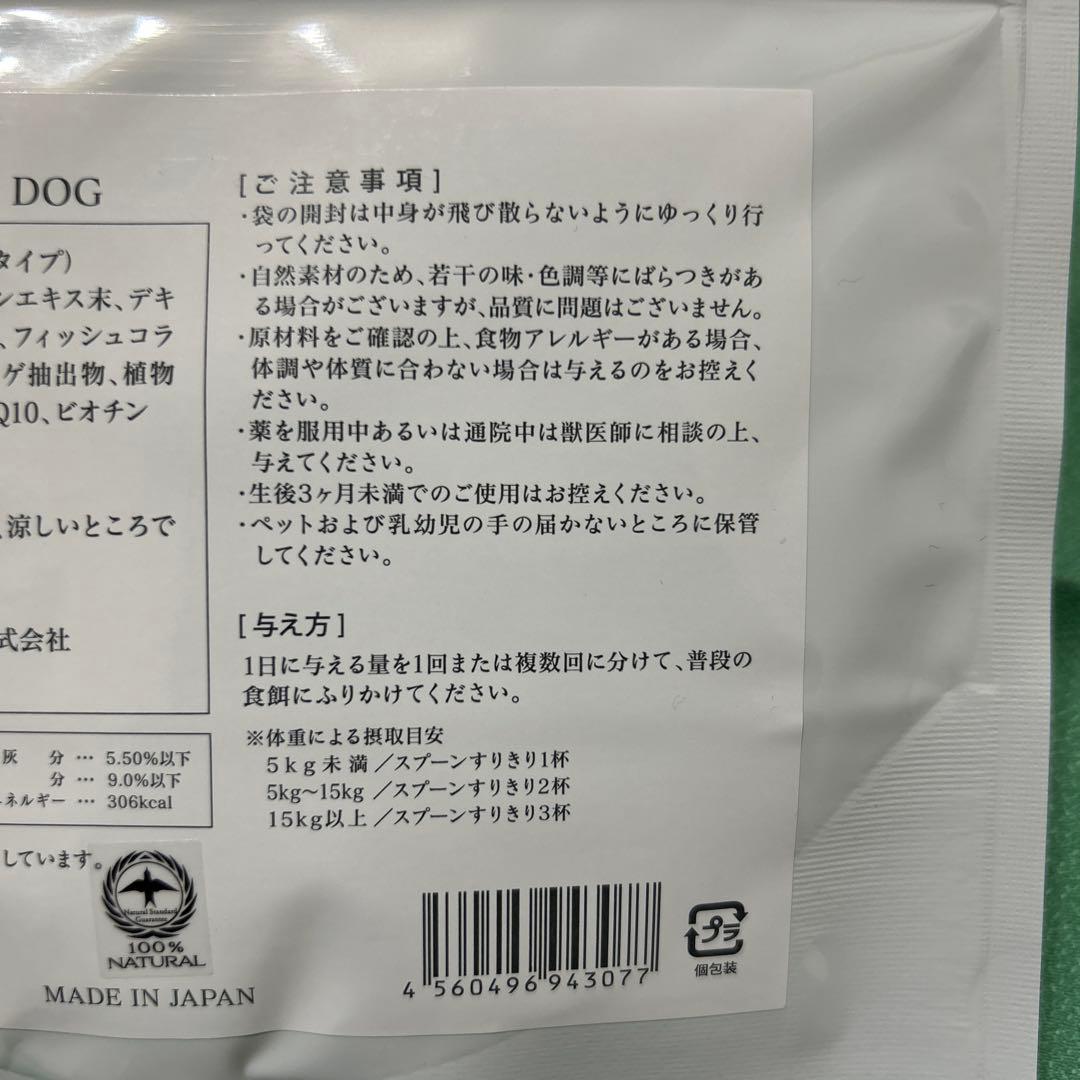 DOG
タイプ)
ンエキス末、デキ
、フィッシュコラ
ゲ抽出物、植物
Q10、ビオチン
、涼しいところで
式会社
灰 分 … 5.50%以下
分 … 9.0%以下
ネルギー … 306kcal
しています。
Natural Standard
Guarantee
100%
NATURAL
MADE IN JAPAN
[ご注意事項]
・袋の開封は中身が飛び散らないようにゆっくり行
ってください。
・自然素材のため、若干の味・色調等にばらつきがあ
る場合がございますが、品質に問題はございません。
・原材料をご確認の上、食物アレルギーがある場合、
体調や体質に合わない場合は与えるのをお控えく
ださい。
・薬を服用中あるいは通院中は獣医師に相談の上、
与えてください。
・生後3ヶ月未満でのご使用はお控えください。
・ペットおよび乳幼児の手の届かないところに保管
してください。
[与え方]
1日に与える量を1回または複数回に分けて、普段の
食餌にふりかけてください。
※体重による摂取目安
5kg未満/スプーンすりきり1杯
5kg〜15kg/スプーンすりきり2杯
15kg以上/スプーンすりきり3杯
4 560496 943077
プラ
個包装